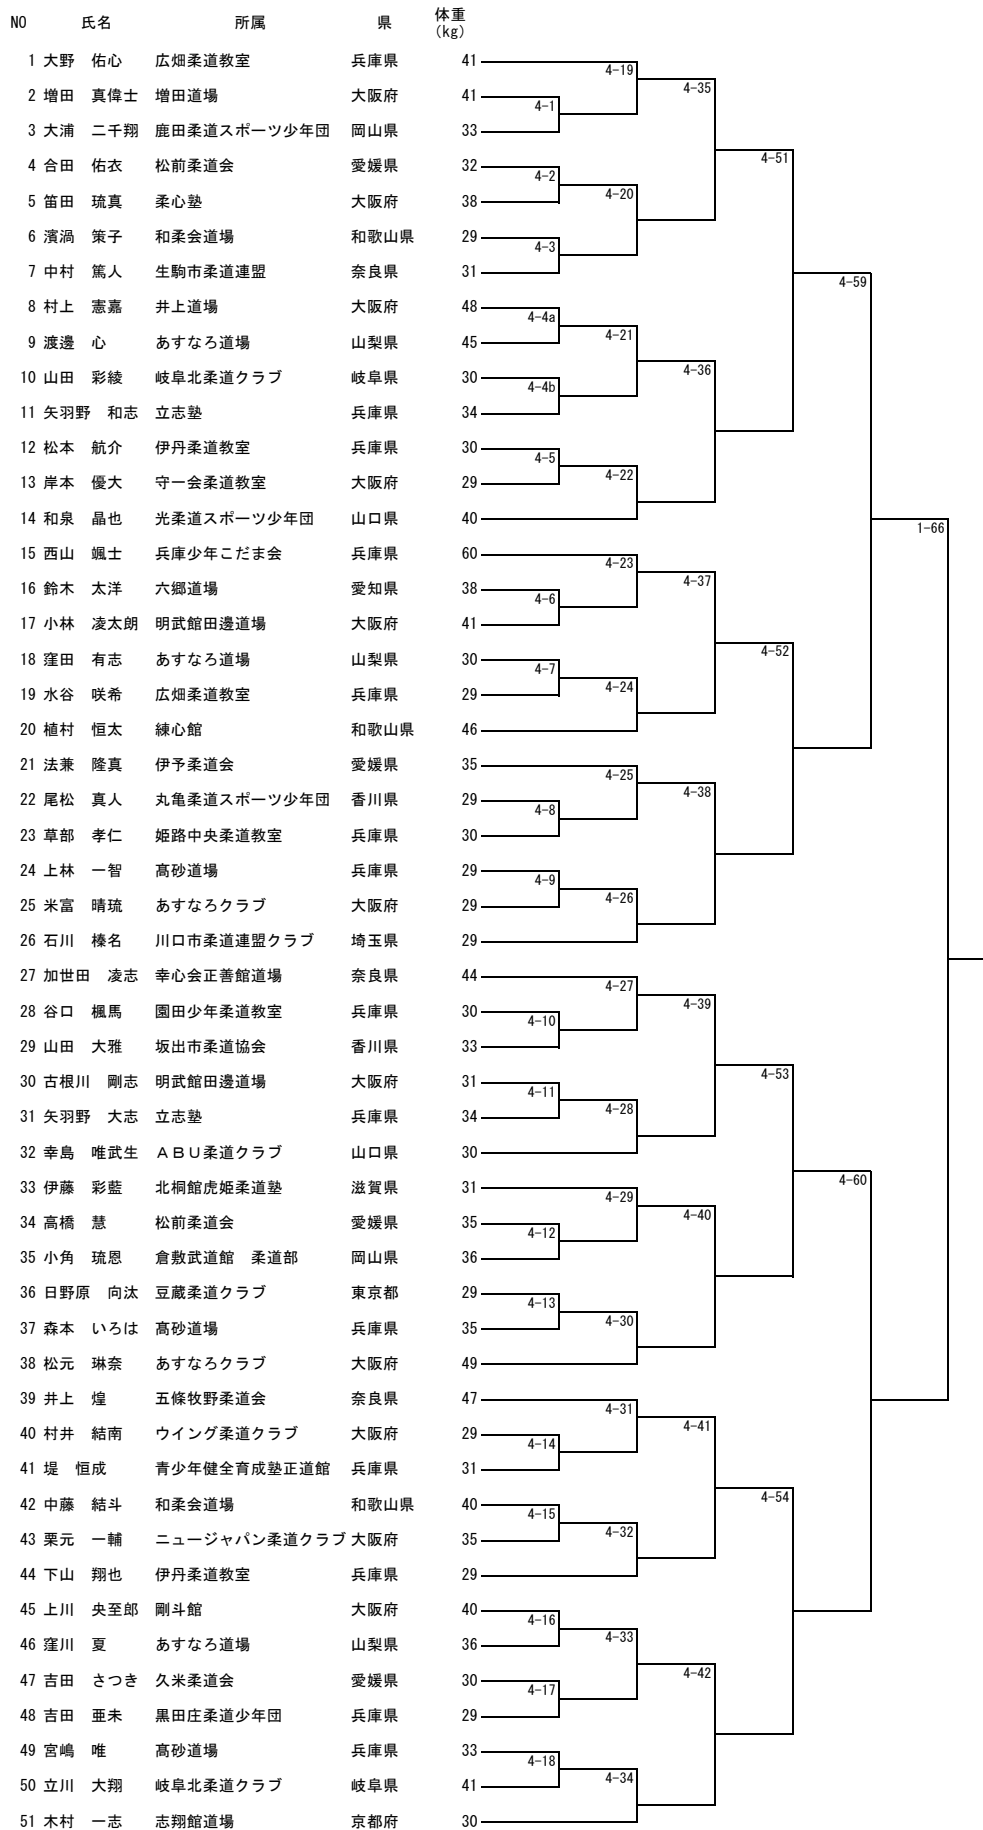 NO 氏名 所属 県 体重(kg)
1 大野 佑心 広畑柔道教室 兵庫県 41
4-19
4-35
2 増田 真偉士 増田道場 大阪府 41
4-1
3 大浦 二千翔 鹿田柔道スポーツ少年団 岡山県 33
4-51
4 合田 佑衣 松前柔道会 愛媛県 32
4-2
4-20
5 笛田 琉真 柔心塾 大阪府 38
6 濱渦 策子 和柔会道場 和歌山県 29
4-3
7 中村 篤人 生駒市柔道連盟 奈良県 31
4-59
8 村上 憲嘉 井上道場 大阪府 48
4-4a
4-21
9 渡邊 心 あすなろ道場 山梨県 45
4-36
10 山田 彩綾 岐阜北柔道クラブ 岐阜県 30
4-4b
11 矢羽野 和志 立志塾 兵庫県 34
12 松本 航介 伊丹柔道教室 兵庫県 30
4-5
4-22
13 岸本 優大 守一会柔道教室 大阪府 29
14 和泉 晶也 光柔道スポーツ少年団 山口県 40
1-66
15 西山 颯士 兵庫少年こだま会 兵庫県 60
4-23
4-37
16 鈴木 太洋 六郷道場 愛知県 38
4-6
17 小林 凌太朗 明武館田邊道場 大阪府 41
4-52
18 窪田 有志 あすなろ道場 山梨県 30
4-7
4-24
19 水谷 咲希 広畑柔道教室 兵庫県 29
20 植村 恒太 練心館 和歌山県 46
21 法兼 隆真 伊予柔道会 愛媛県 35
4-25
4-38
22 尾松 真人 丸亀柔道スポーツ少年団 香川県 29
4-8
23 草部 孝仁 姫路中央柔道教室 兵庫県 30
24 上林 一智 髙砂道場 兵庫県 29
4-9
4-26
25 米富 晴琉 あすなろクラブ 大阪府 29
26 石川 榛名 川口市柔道連盟クラブ 埼玉県 29
27 加世田 凌志 幸心会正善館道場 奈良県 44
4-27
4-39
28 谷口 楓馬 園田少年柔道教室 兵庫県 30
4-10
29 山田 大雅 坂出市柔道協会 香川県 33
4-53
30 古根川 剛志 明武館田邊道場 大阪府 31
4-11
4-28
31 矢羽野 大志 立志塾 兵庫県 34
32 幸島 唯武生 ABU柔道クラブ 山口県 30
4-60
33 伊藤 彩藍 北桐館虎姫柔道塾 滋賀県 31
4-29
4-40
34 高橋 慧 松前柔道会 愛媛県 35
4-12
35 小角 琉恩 倉敷武道館 柔道部 岡山県 36
36 日野原 向汰 豆蔵柔道クラブ 東京都 29
4-13
4-30
37 森本 いろは 髙砂道場 兵庫県 35
38 松元 琳奈 あすなろクラブ 大阪府 49
39 井上 煌 五條牧野柔道会 奈良県 47
4-31
4-41
40 村井 結南 ウイング柔道クラブ 大阪府 29
4-14
41 堤 恒成 青少年健全育成塾正道館 兵庫県 31
4-54
42 中藤 結斗 和柔会道場 和歌山県 40
4-15
4-32
43 栗元 一輔 ニュージャパン柔道クラブ 大阪府 35
44 下山 翔也 伊丹柔道教室 兵庫県 29
45 上川 央至郎 剛斗館 大阪府 40
4-16
4-33
46 窪川 夏 あすなろ道場 山梨県 36
4-42
47 吉田 さつき 久米柔道会 愛媛県 30
4-17
48 吉田 亜未 黒田庄柔道少年団 兵庫県 29
49 宮嶋 唯 髙砂道場 兵庫県 33
4-18
4-34
50 立川 大翔 岐阜北柔道クラブ 岐阜県 41
51 木村 一志 志翔館道場 京都府 30